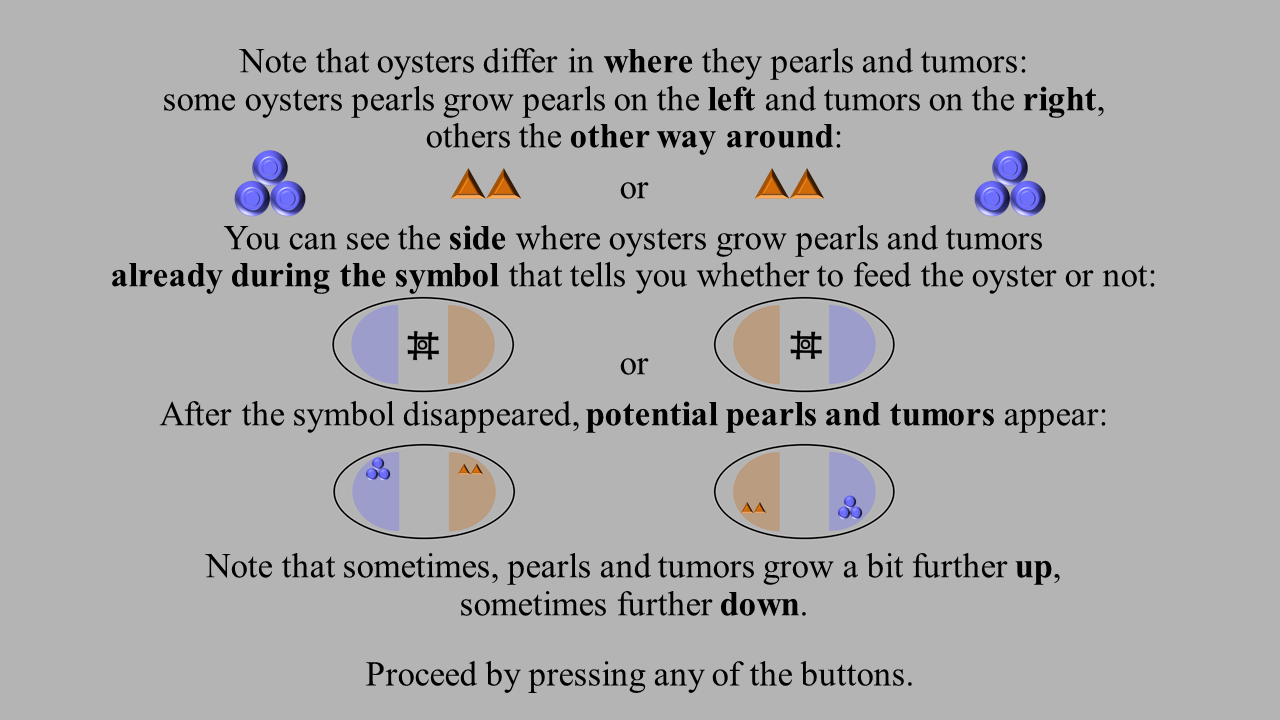 Note that oysters differ in where they pearls and tumors:
some oysters pearls grow pearls on the left and tumors on the right,
others the other way around:
or
You can see the side where oysters grow pearls and tumors
already during the symbol that tells you whether to feed the oyster or not:
or
After the symbol disappeared, potential pearls and tumors appear:
Note that sometimes, pearls and tumors grow a bit further up,
sometimes further down.
Proceed by pressing any of the buttons.